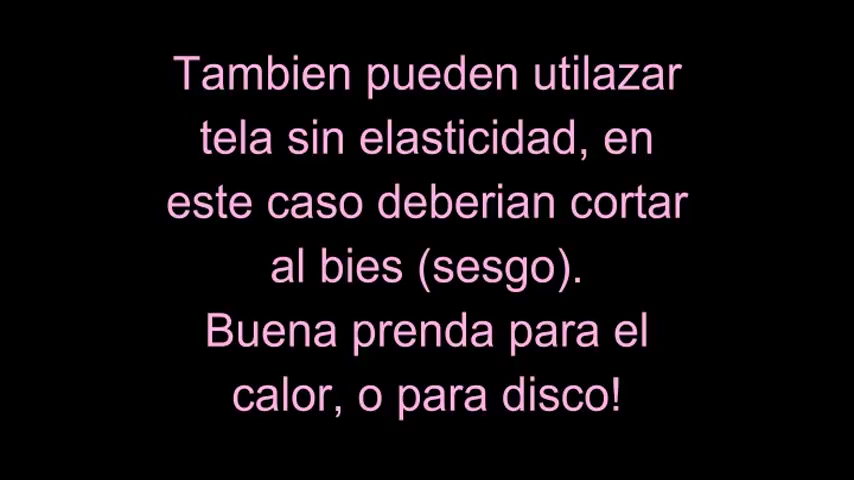 Tambien pueden utilazar
tela sin elasticidad, en
este caso deberian cortar
al bies (sesgo).
Buena prenda para el
calor, o para disco!